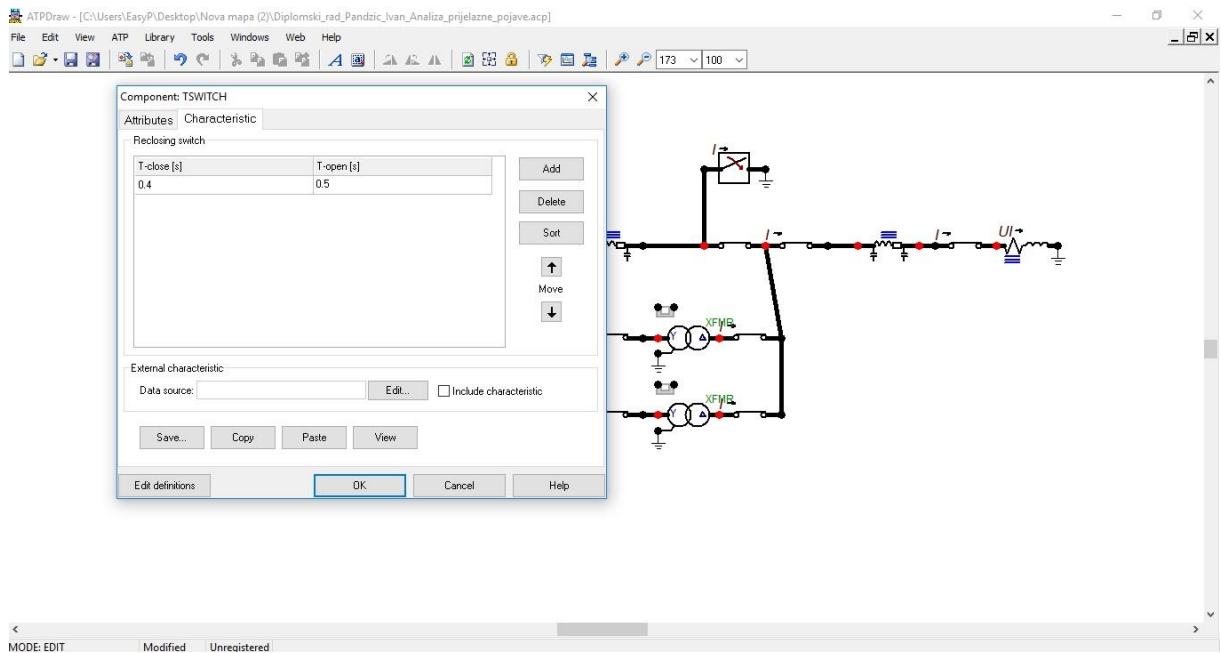 ATPDraw - [C:\Users\EasyP\Desktop\Nova mapa (2)\Diplomski_rad_Pandzic_Ivan_Analiza_prijelazne_pojave.acp]
File Edit View ATP Library Tools Windows Web Help
173 100
Component: TSWITCH
Attributes Characteristic
Reclosing switch
T-close [s] T-open [s]
0.4 0.5
Add
Delete
Sort
Move
External characteristic
Data source: Edit... Include characteristic
Save... Copy Paste View
Edit definitions OK Cancel Help
I
I I UI
XFMR
I
Y Δ
XFMR
I
Y Δ
MODE: EDIT Modified Unregistered